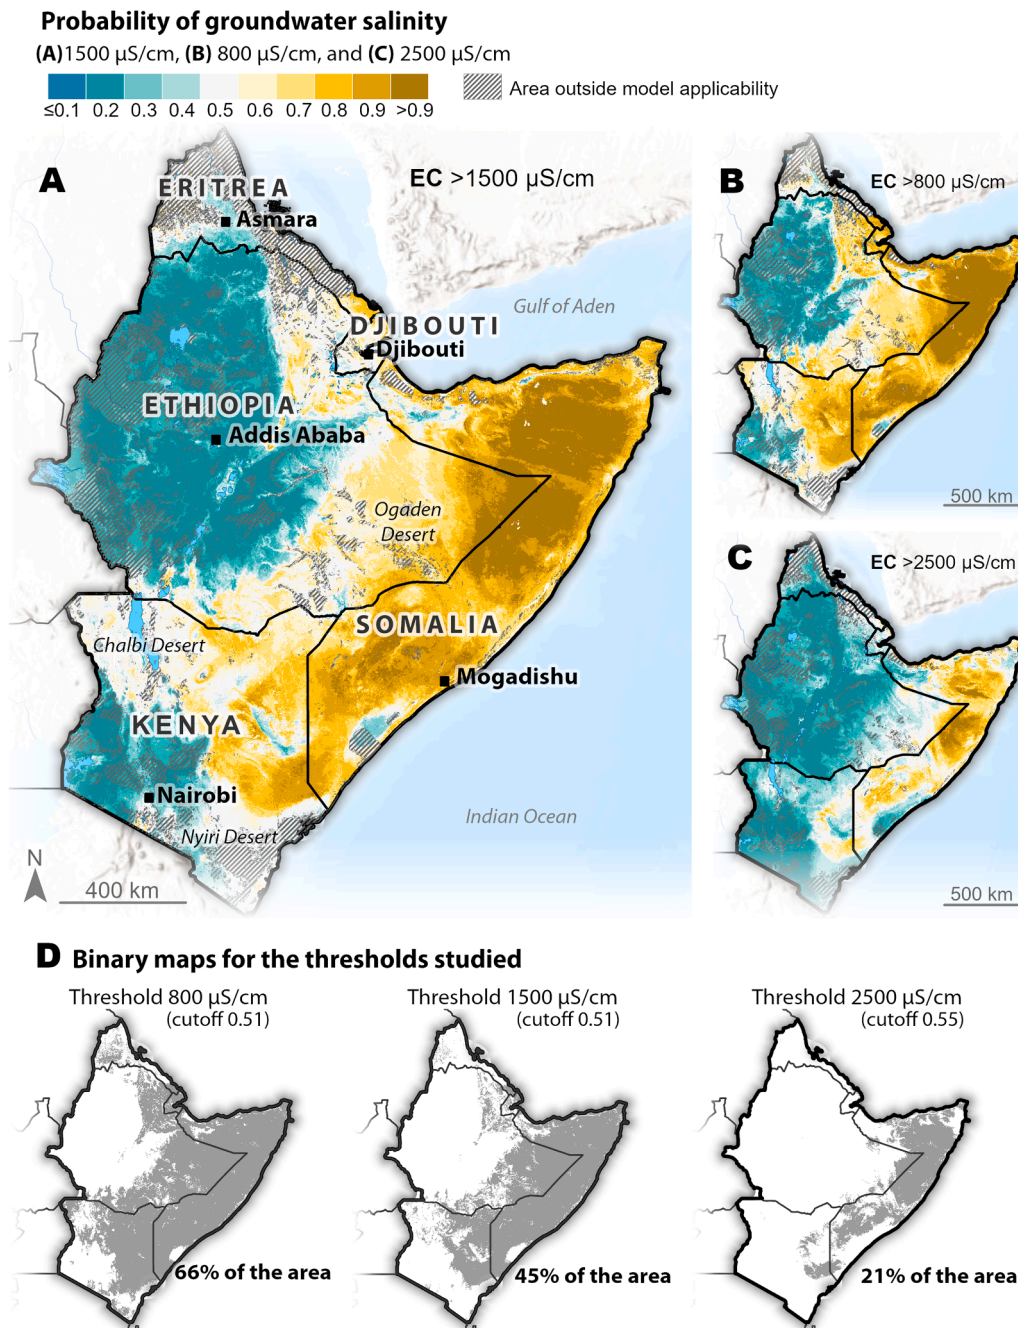 Probability of groundwater salinity
(A)1500 µS/cm, (B) 800 µS/cm, and (C) 2500 µS/cm
≤0.1 0.2 0.3 0.4 0.5 0.6 0.7 0.8 0.9 >0.9
Area outside model applicability
A
EC >1500 µS/cm
ERITREA
Asmara
Gulf of Aden
DJIBOUTI
Djibouti
ETHIOPIA
Addis Ababa
Ogaden
Desert
SOMALIA
Chalbi Desert
Mogadishu
KENYA
Nairobi
Indian Ocean
Nyiri Desert
N
400 km
B
EC >800 µS/cm
500 km
C
EC >2500 µS/cm
500 km
D Binary maps for the thresholds studied
Threshold 800 µS/cm
(cutoff 0.51)
66% of the area
Threshold 1500 µS/cm
(cutoff 0.51)
45% of the area
Threshold 2500 µS/cm
(cutoff 0.55)
21% of the area